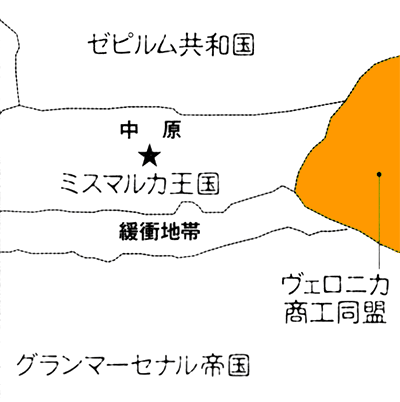 ゼピルム共和国
中 原
ミスマルカ王国
緩衝地帯
ヴェロニカ
商工同盟
グランマーセナル帝国